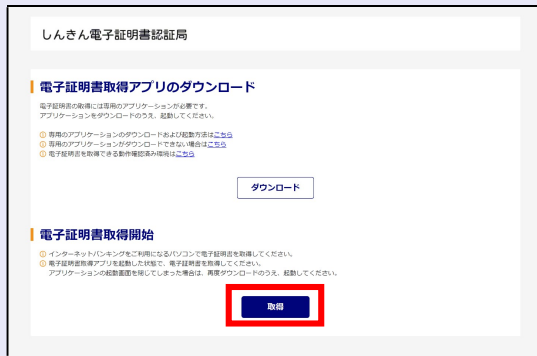 しんきん電子証明書認証局
電子証明書取得アプリのダウンロード
電子証明書の取得には専用のアプリケーションが必要です。
アプリケーションをダウンロードのうえ、起動してください。
専用のアプリケーションのダウンロードおよび起動方法はこちら
専用のアプリケーションがダウンロードできない場合はこちら
電子証明書を取得できる動作確認済み環境はこちら
ダウンロード
電子証明書取得開始
インターネットバンキングをご利用になるパソコンで電子証明書を取得してください。
電子証明書取得アプリを起動した状態で、電子証明書を取得してください。
アプリケーションの起動画面を閉じてしまった場合は、再度ダウンロードのうえ、起動してください。
取得